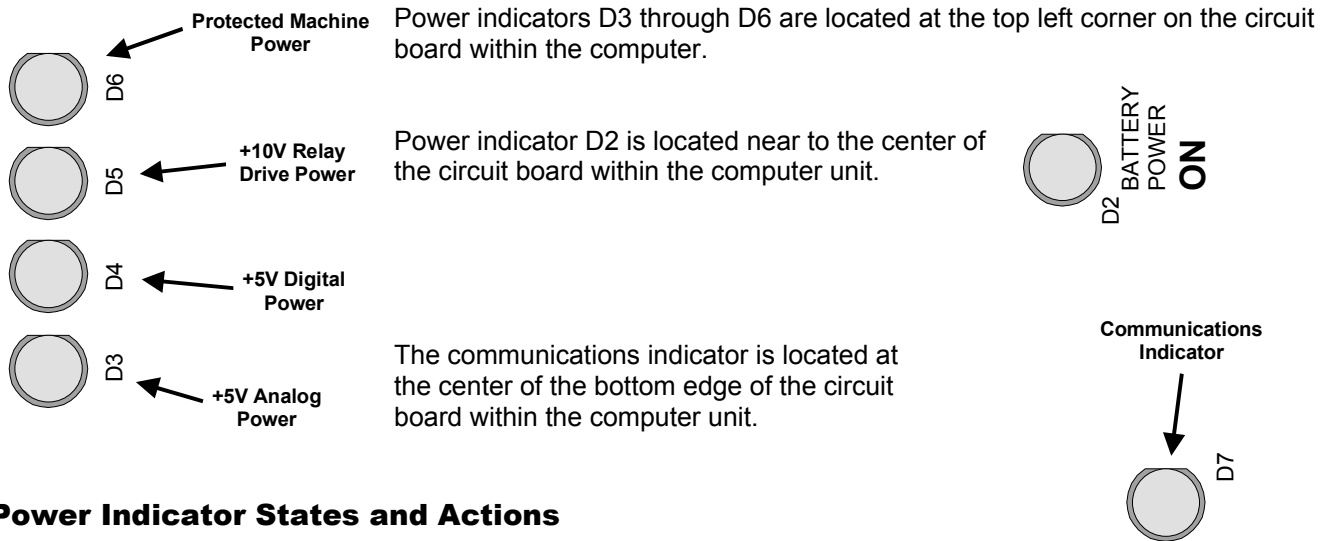 Protected Machine
Power
Power indicators D3 through D6 are located at the top left corner on the circuit
board within the computer.
D6
+10V Relay
Drive Power
D5
Power indicator D2 is located near to the center of
the circuit board within the computer unit.
D2
BATTERY
POWER
ON
D4
+5V Digital
Power
D3
+5V Analog
Power
The communications indicator is located at
the center of the bottom edge of the circuit
board within the computer unit.
Communications
Indicator
D7
Power Indicator States and Actions